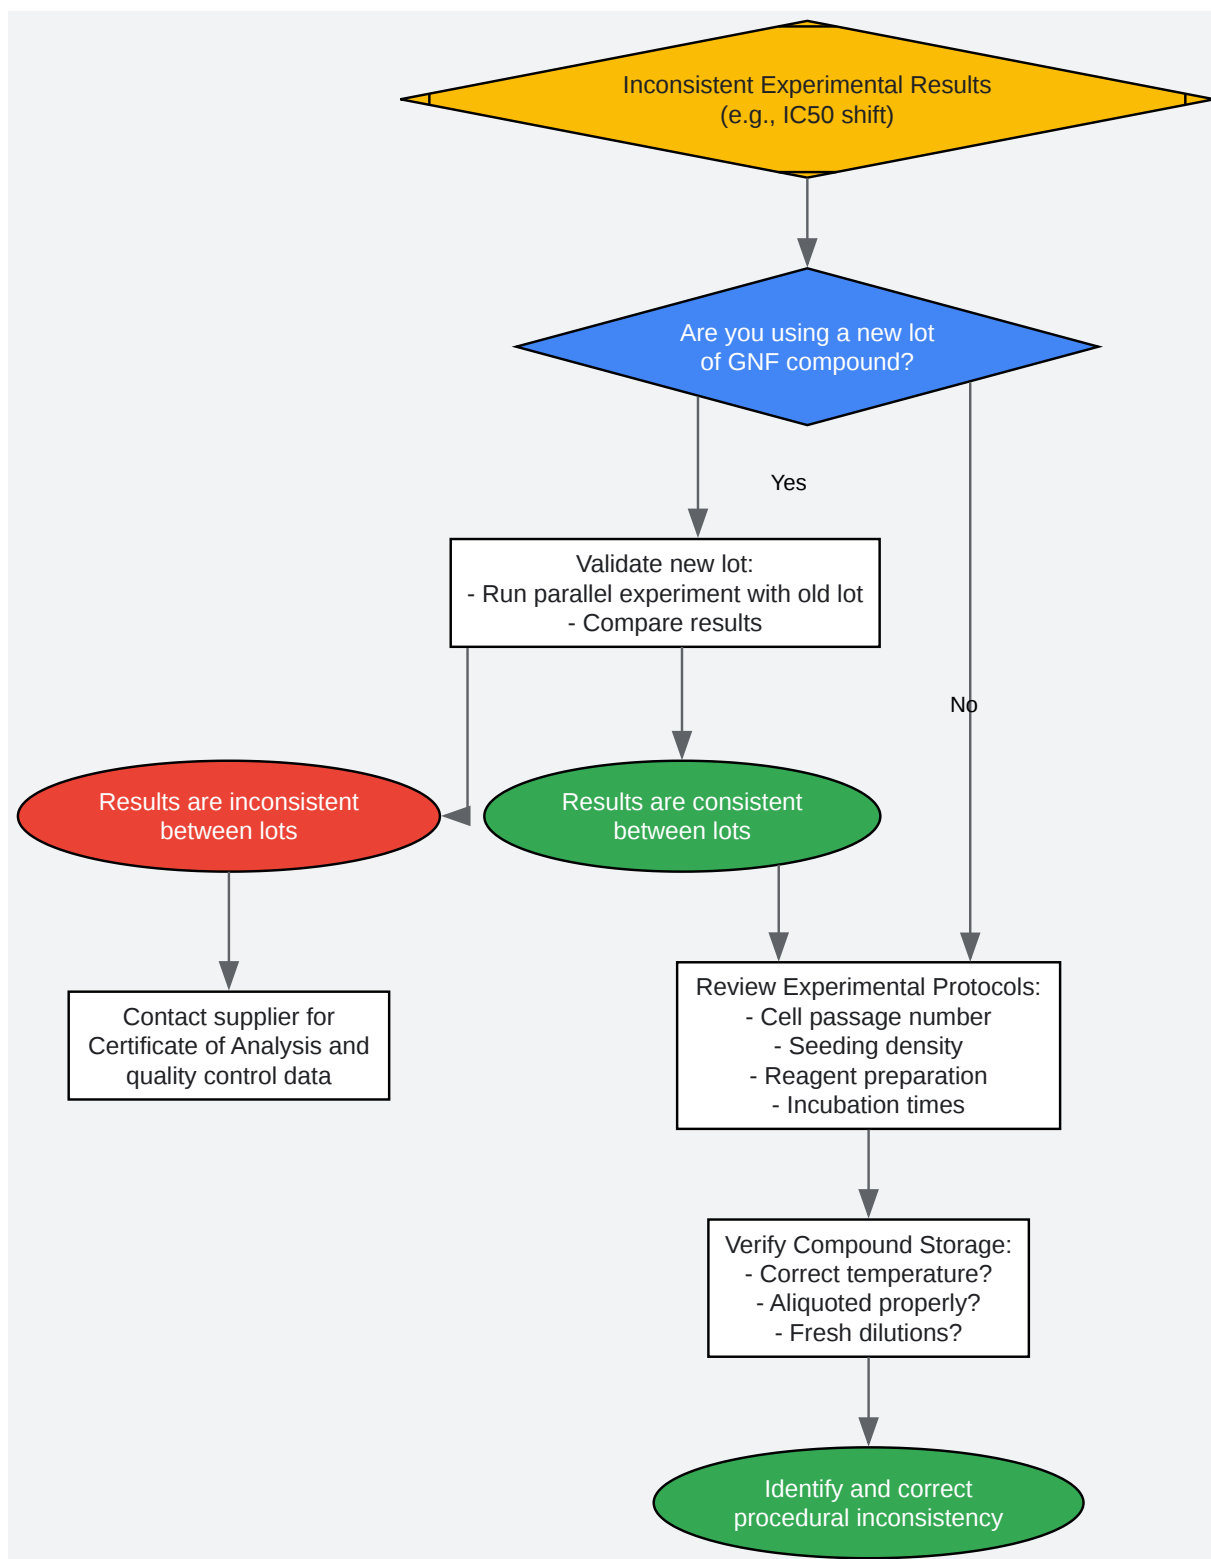 Inconsistent Experimental Results
(e.g., IC50 shift)
Are you using a new lot
of GNF compound?
Yes
Validate new lot:
- Run parallel experiment with old lot
- Compare results
No
Results are inconsistent
between lots
Results are consistent
between lots
Contact supplier for
Certificate of Analysis and
quality control data
Review Experimental Protocols:
- Cell passage number
- Seeding density
- Reagent preparation
- Incubation times
Verify Compound Storage:
- Correct temperature?
- Aliquoted properly?
- Fresh dilutions?
Identify and correct
procedural inconsistency